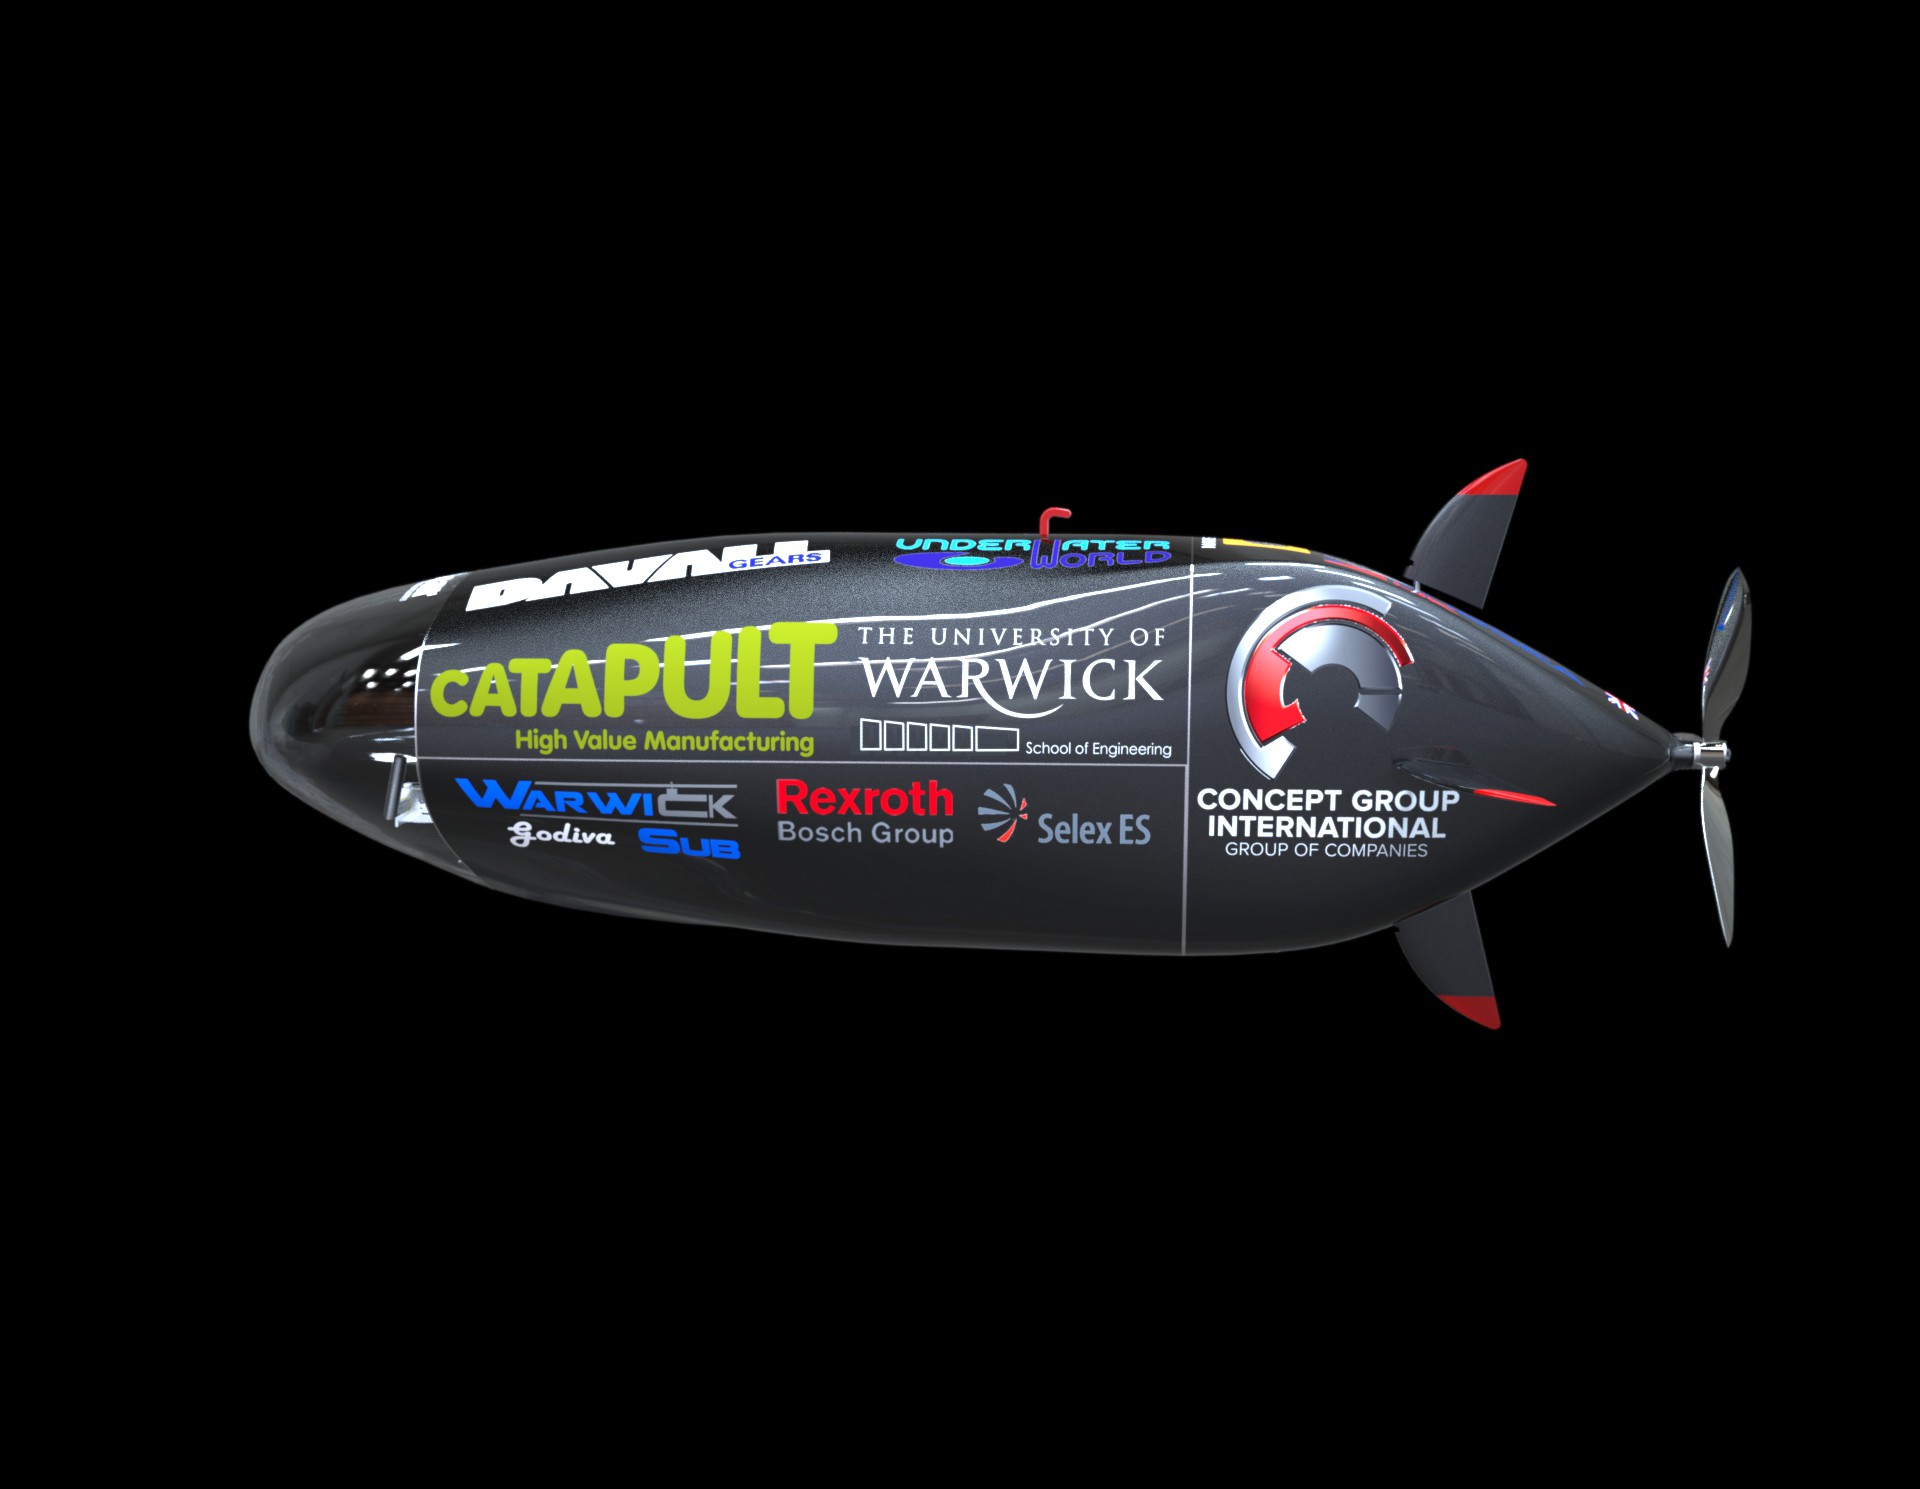 DAVALL
GEARS
UNDERWATER
WORLD
CATAPULT
High Value Manufacturing
THE UNIVERSITY OF
WARWICK
School of Engineering
WARWICK
Godiva SUB
Rexroth
Bosch Group
Selex ES
CONCEPT GROUP
INTERNATIONAL
GROUP OF COMPANIES